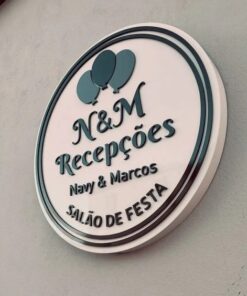 N&M
Recepções
Navy & Marcos
SALÃO DE FESTA